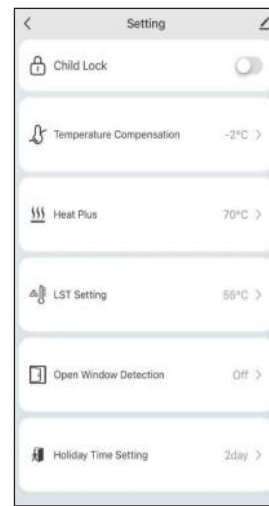 Setting
Child Lock
Temperature Compensation -2°C
Heat Plus 70°C
LST Setting 55°C
Open Window Detection Off
Holiday Time Setting 2day